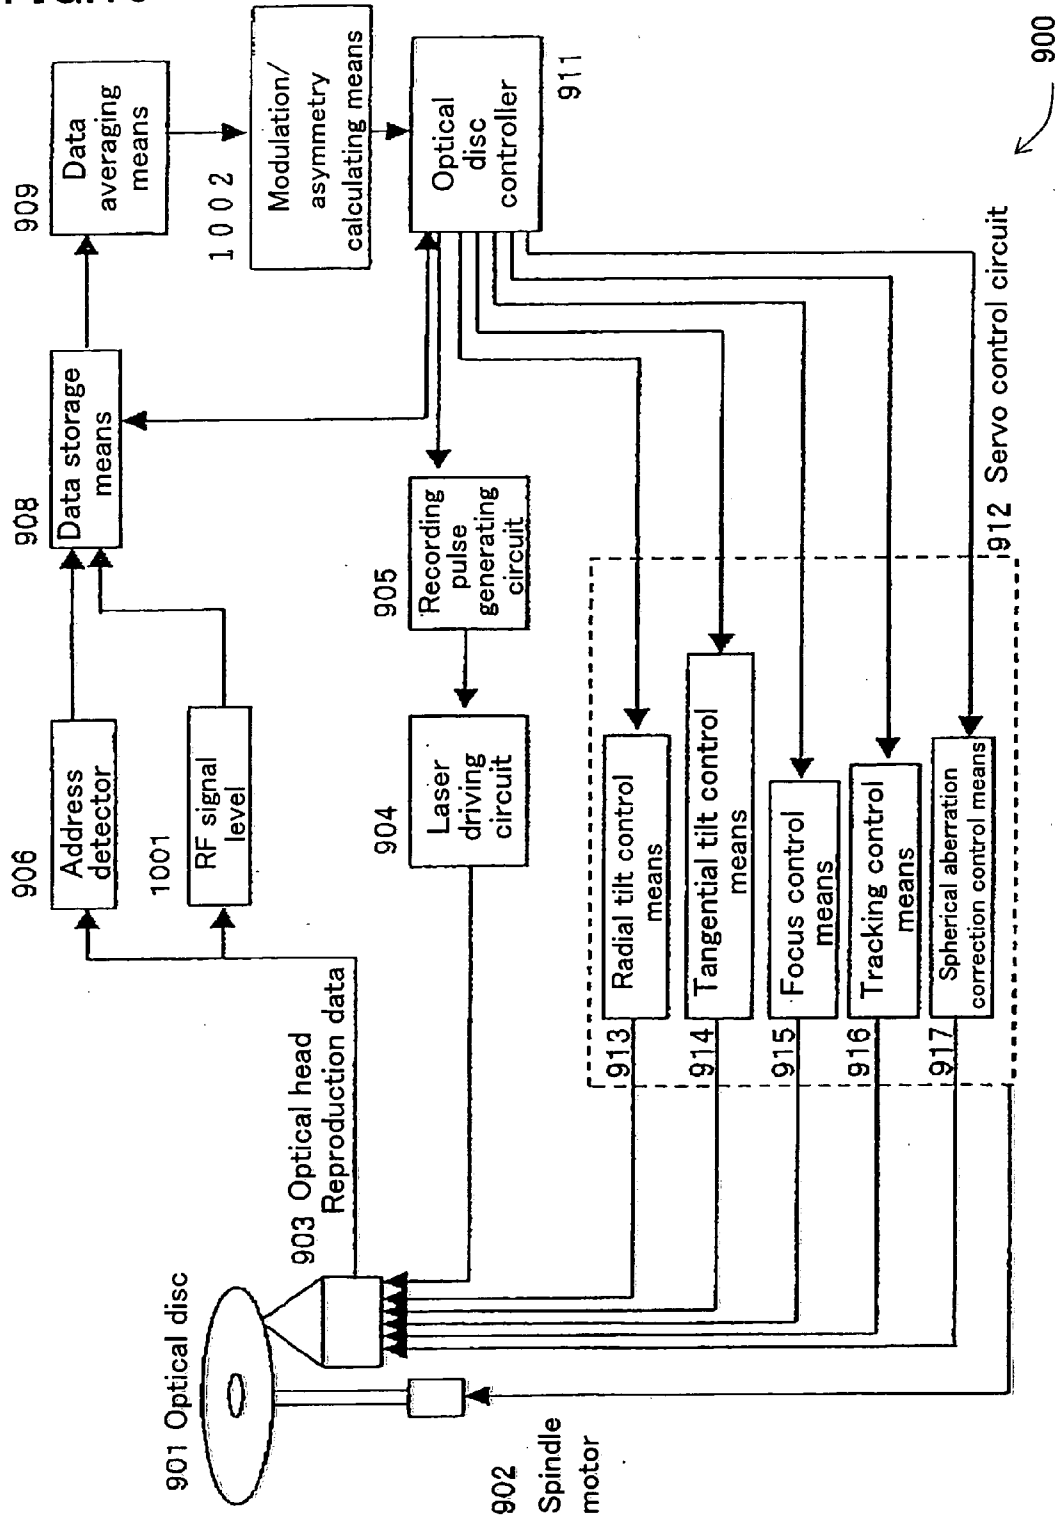 900
909
Data
averaging
means
1002
Modulation/
asymmetry
calculating means
Optical
disc
controller
911
908
Data storage
means
906
Address
detector
1001
RF signal
level
905
Recording
pulse
generating
circuit
904
Laser
driving
circuit
912 Servo control circuit
Radial tilt control
means
913
Tangential tilt control
means
914
Focus control
means
915
Tracking control
means
916
Spherical aberration
correction control means
917
903 Optical head
Reproduction data
901 Optical disc
902
Spindle
motor